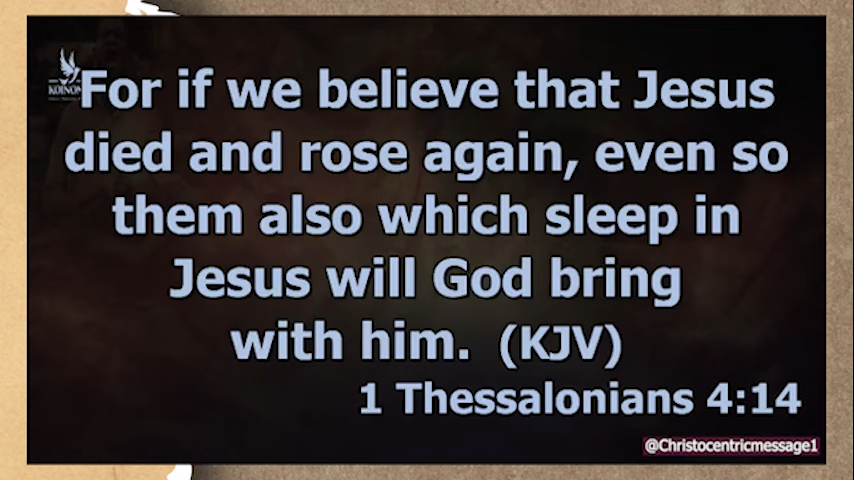 For if we believe that Jesus
died and rose again, even so
them also which sleep in
Jesus will God bring
with him. (KJV)
1 Thessalonians 4:14
@Christocentricmessage1